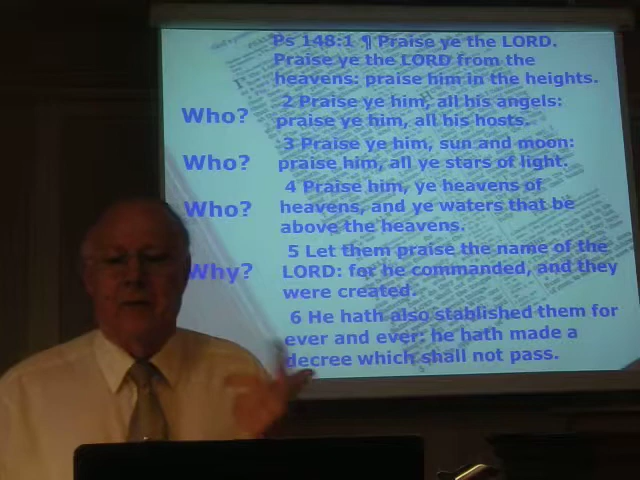 Ps 148:1 ¶ Praise ye the LORD.
Praise ye the LORD from the
heavens: praise him in the heights.
Who? 2 Praise ye him, all his angels:
praise ye him, all his hosts.
Who? 3 Praise ye him, sun and moon:
praise him, all ye stars of light.
Who? 4 Praise him, ye heavens of
heavens, and ye waters that be
above the heavens.
Why? 5 Let them praise the name of the
LORD: for he commanded, and they
were created.
6 He hath also stablished them for
ever and ever: he hath made a
decree which shall not pass.